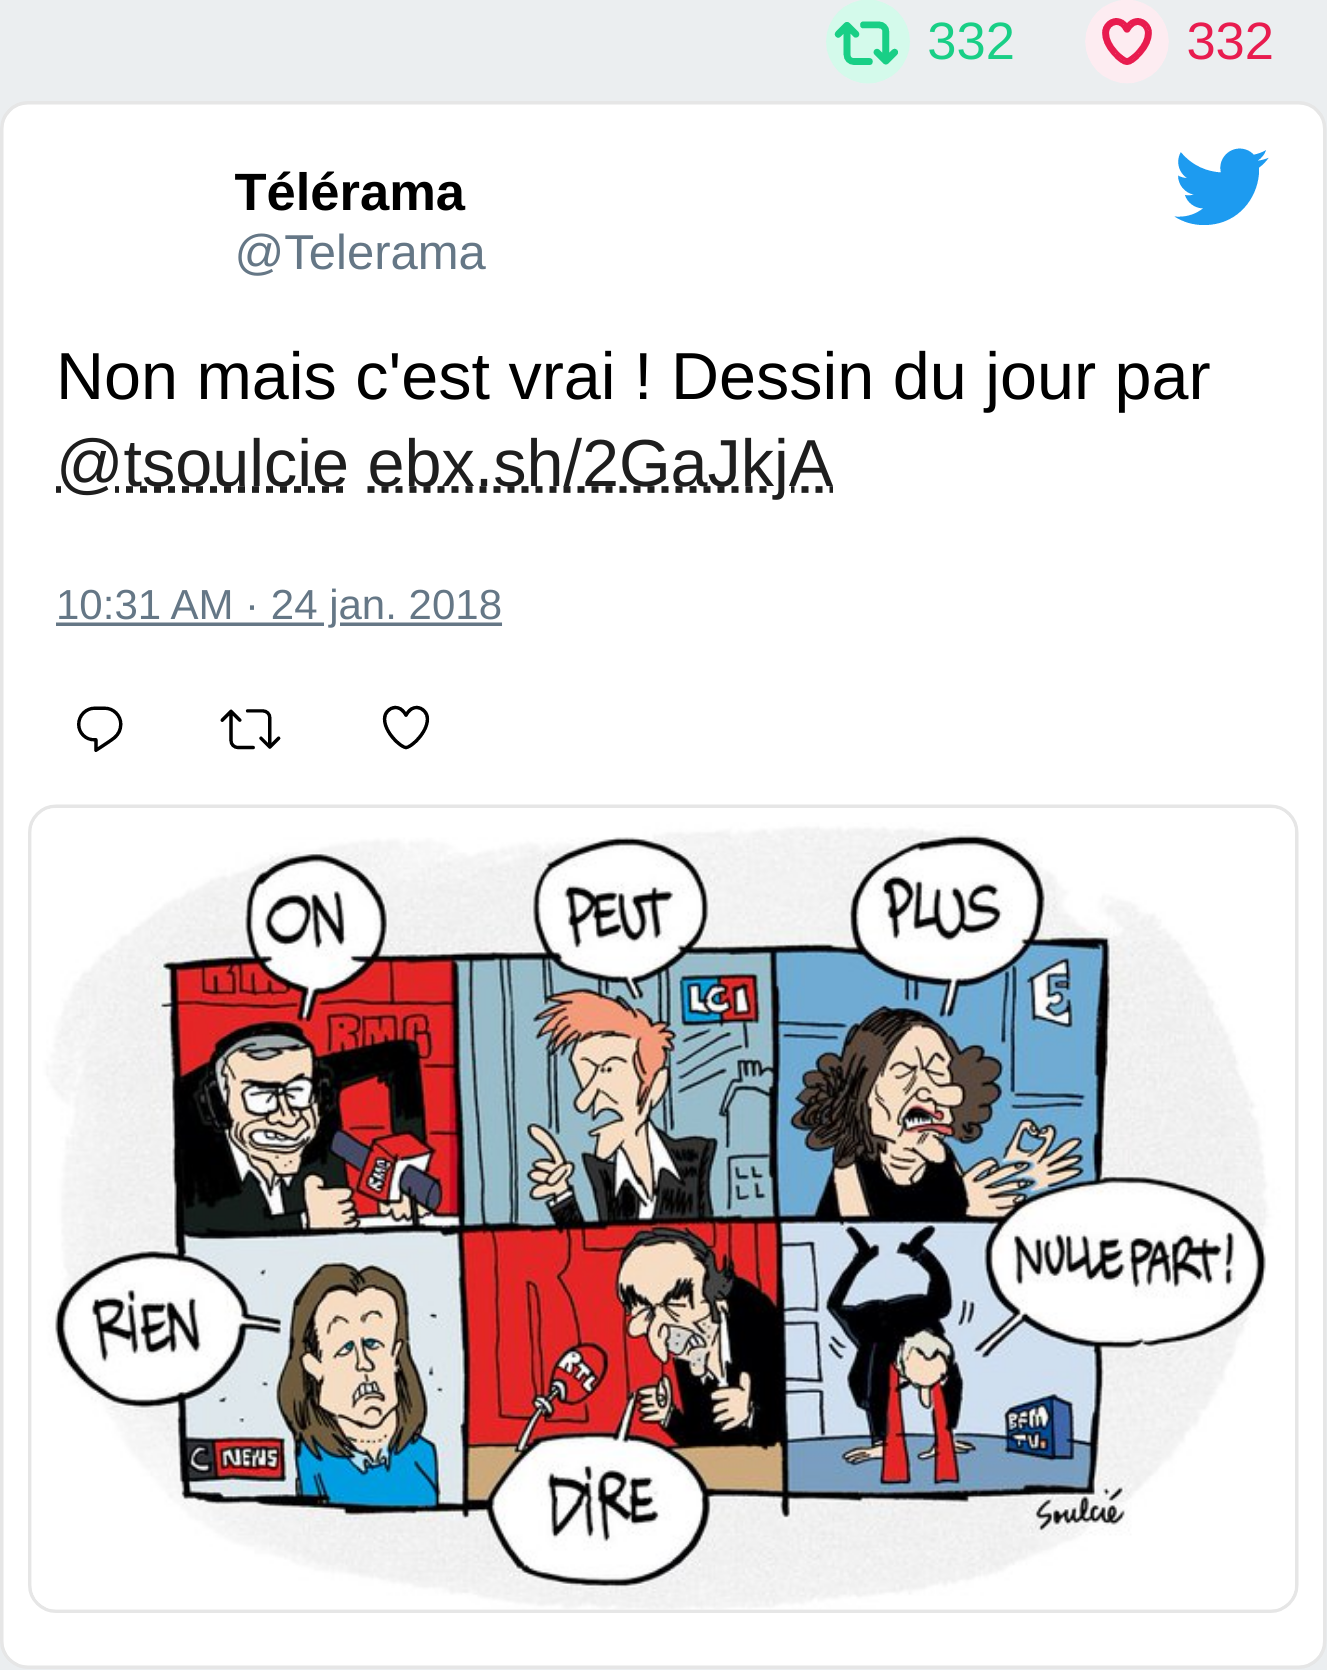 332 332
Télérama
@Telerama
Non mais c'est vrai ! Dessin du jour par
@tsoulcie ebx.sh/2GaJkjA
10:31 AM · 24 jan. 2018
ON
PEUT
PLUS
RMC
LCI
5
RMC
RIEN
NULLE PART!
RTL
C NEWS
BFM
TV.
DIRE
Soulcié